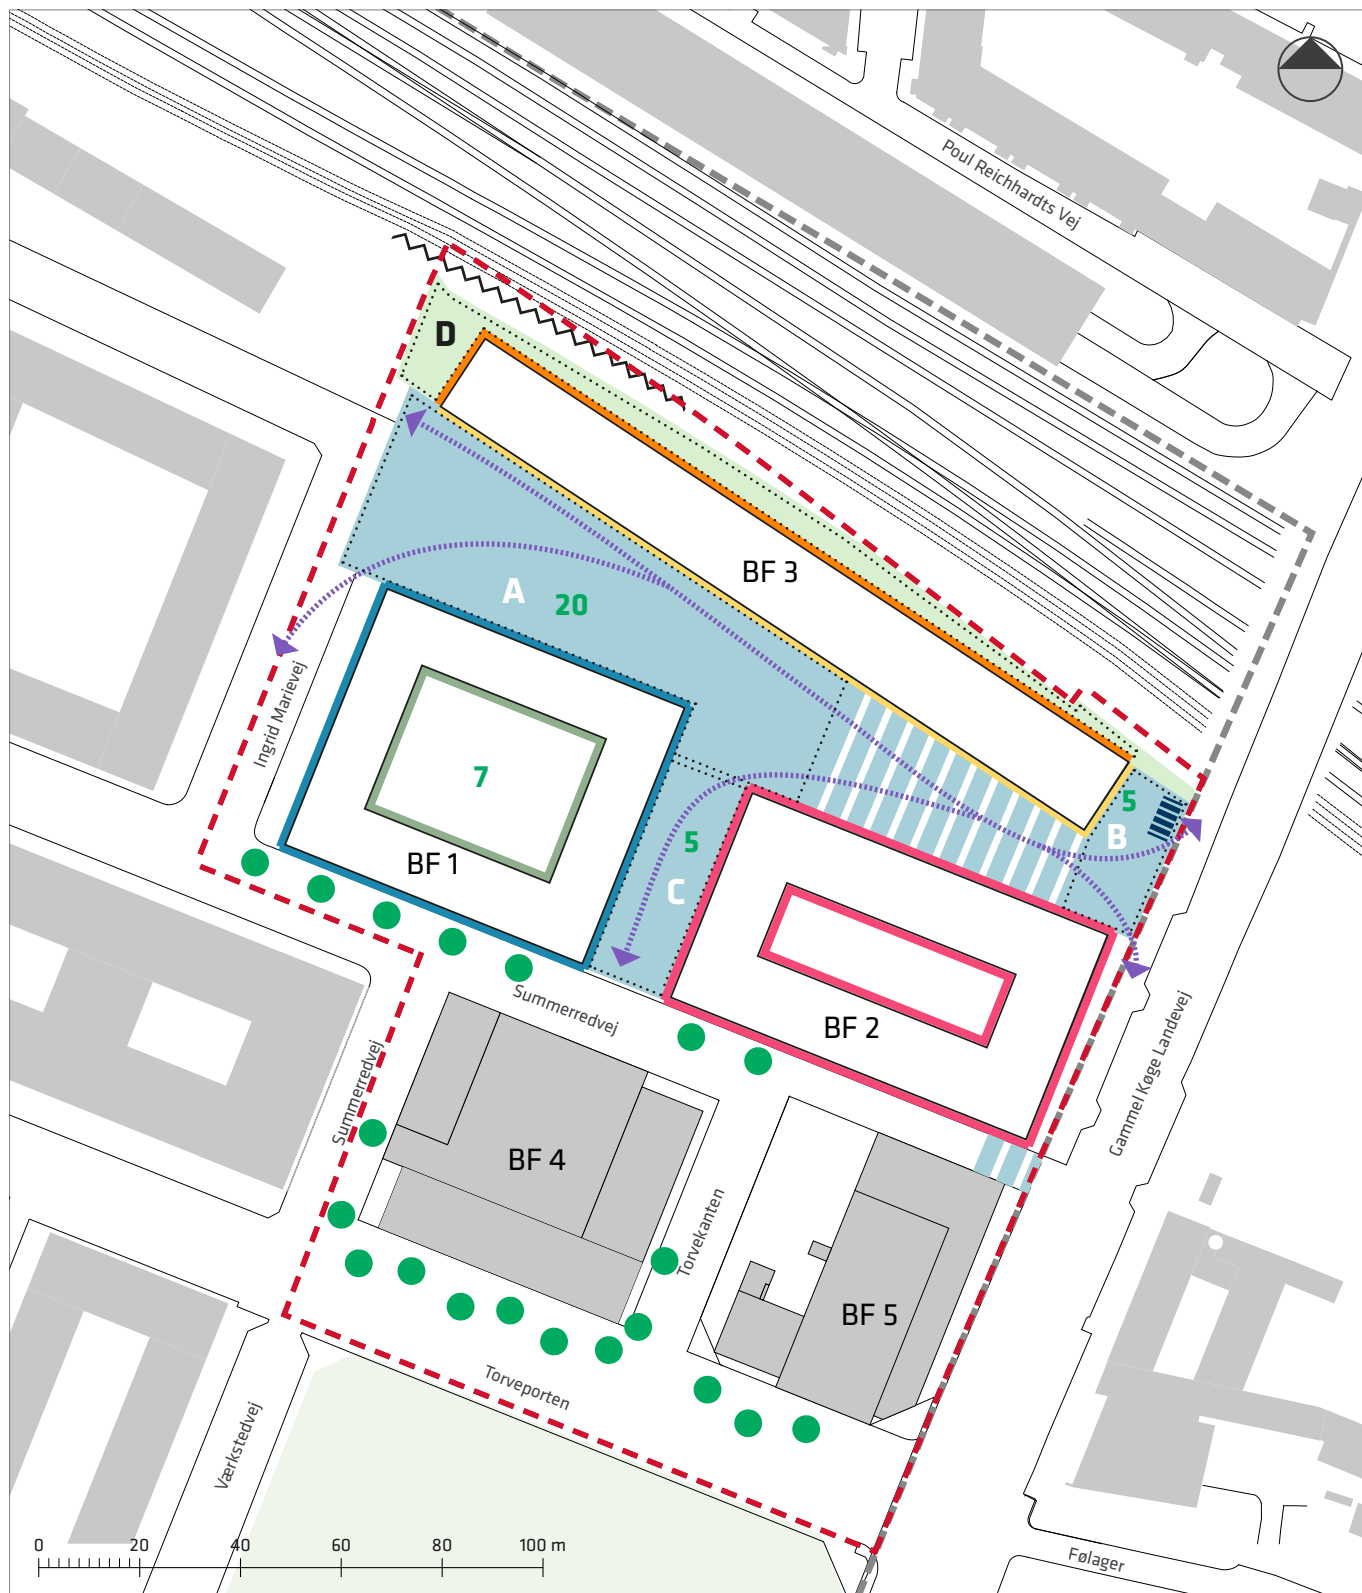 Poul Reichhardts Vej
D
BF 3
A
20
Ingrid Marievej
7
5
B
5
C
BF 1
Summerredvej
BF 2
Gammel Køge Landevej
Summerredvej
BF 4
Torvekanten
BF 5
Torveporten
Værkstedvej
0 20 40 60 80 100 m
Følager